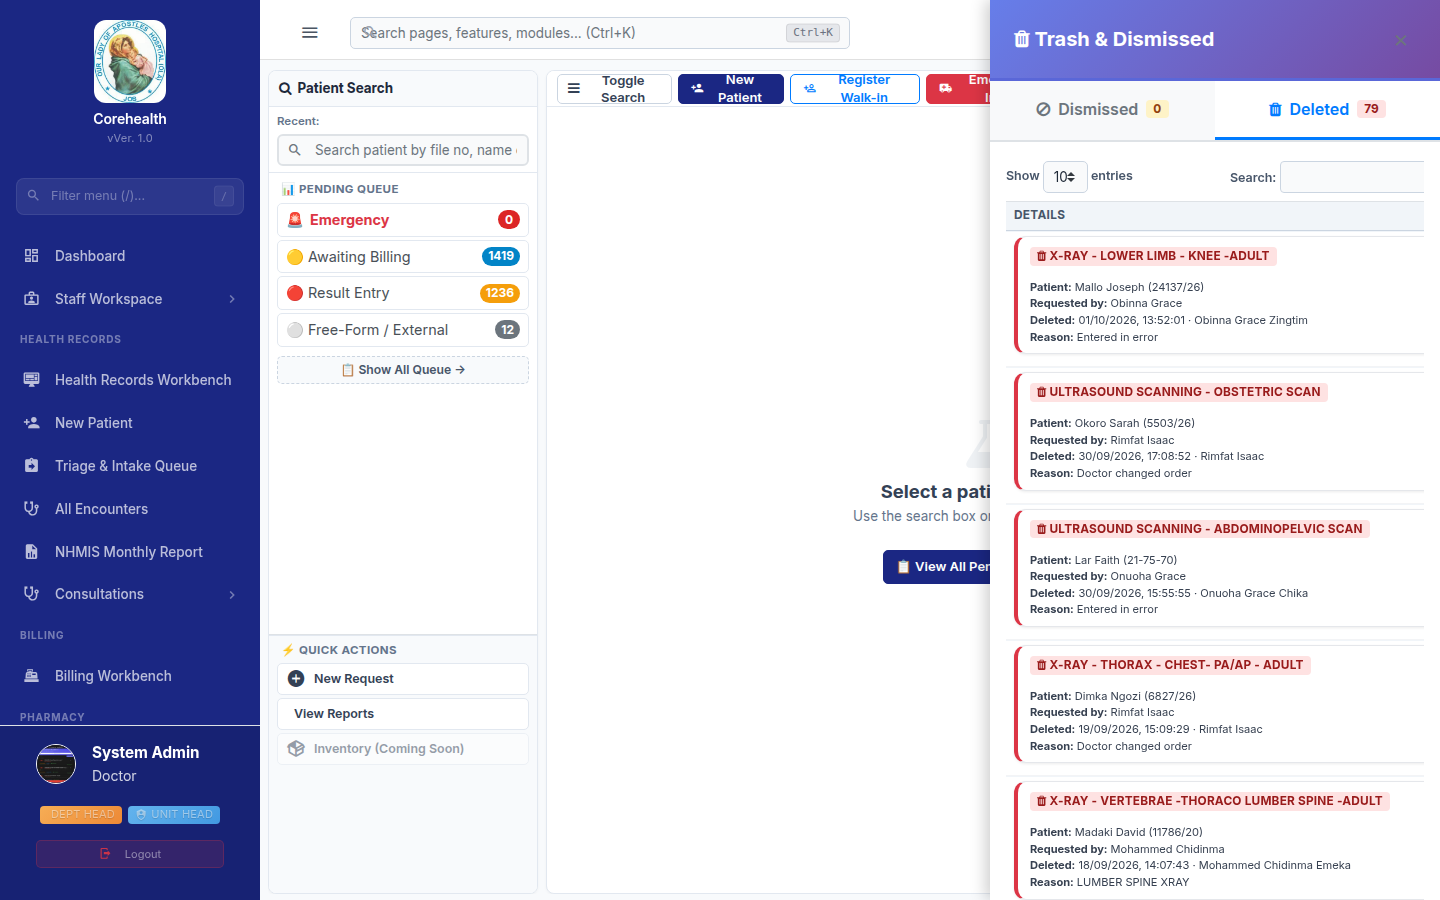 OUR LADY OF APOSTLES HOSPITAL (OLA)
JOS
Corehealth
vVer. 1.0
Filter menu (/)...
/
Dashboard
Staff Workspace
HEALTH RECORDS
Health Records Workbench
New Patient
Triage & Intake Queue
All Encounters
NHMIS Monthly Report
Consultations
BILLING
Billing Workbench
PHARMACY
System Admin
Doctor
DEPT HEAD
UNIT HEAD
Logout
Search pages, features, modules... (Ctrl+K)
Ctrl+K
Patient Search
Recent:
Search patient by file no, name
PENDING QUEUE
Emergency
0
Awaiting Billing
1419
Result Entry
1236
Free-Form / External
12
Show All Queue →
QUICK ACTIONS
New Request
View Reports
Inventory (Coming Soon)
Toggle
Search
New
Patient
Register
Walk-in
Select a pati
Use the search box or
View All Pen
Trash & Dismissed
×
Dismissed
0
Deleted
79
Show 10 entries
Search:
DETAILS
X-RAY - LOWER LIMB - KNEE -ADULT
Patient: Mallo Joseph (24137/26)
Requested by: Obinna Grace
Deleted: 01/10/2026, 13:52:01 · Obinna Grace Zingtim
Reason: Entered in error
ULTRASOUND SCANNING - OBSTETRIC SCAN
Patient: Okoro Sarah (5503/26)
Requested by: Rimfat Isaac
Deleted: 30/09/2026, 17:08:52 · Rimfat Isaac
Reason: Doctor changed order
ULTRASOUND SCANNING - ABDOMINOPELVIC SCAN
Patient: Lar Faith (21-75-70)
Requested by: Onuoha Grace
Deleted: 30/09/2026, 15:55:55 · Onuoha Grace Chika
Reason: Entered in error
X-RAY - THORAX - CHEST- PA/AP - ADULT
Patient: Dimka Ngozi (6827/26)
Requested by: Rimfat Isaac
Deleted: 19/09/2026, 15:09:29 · Rimfat Isaac
Reason: Doctor changed order
X-RAY - VERTEBRAE -THORACO LUMBER SPINE -ADULT
Patient: Madaki David (11786/20)
Requested by: Mohammed Chidinma
Deleted: 18/09/2026, 14:07:43 · Mohammed Chidinma Emeka
Reason: LUMBER SPINE XRAY